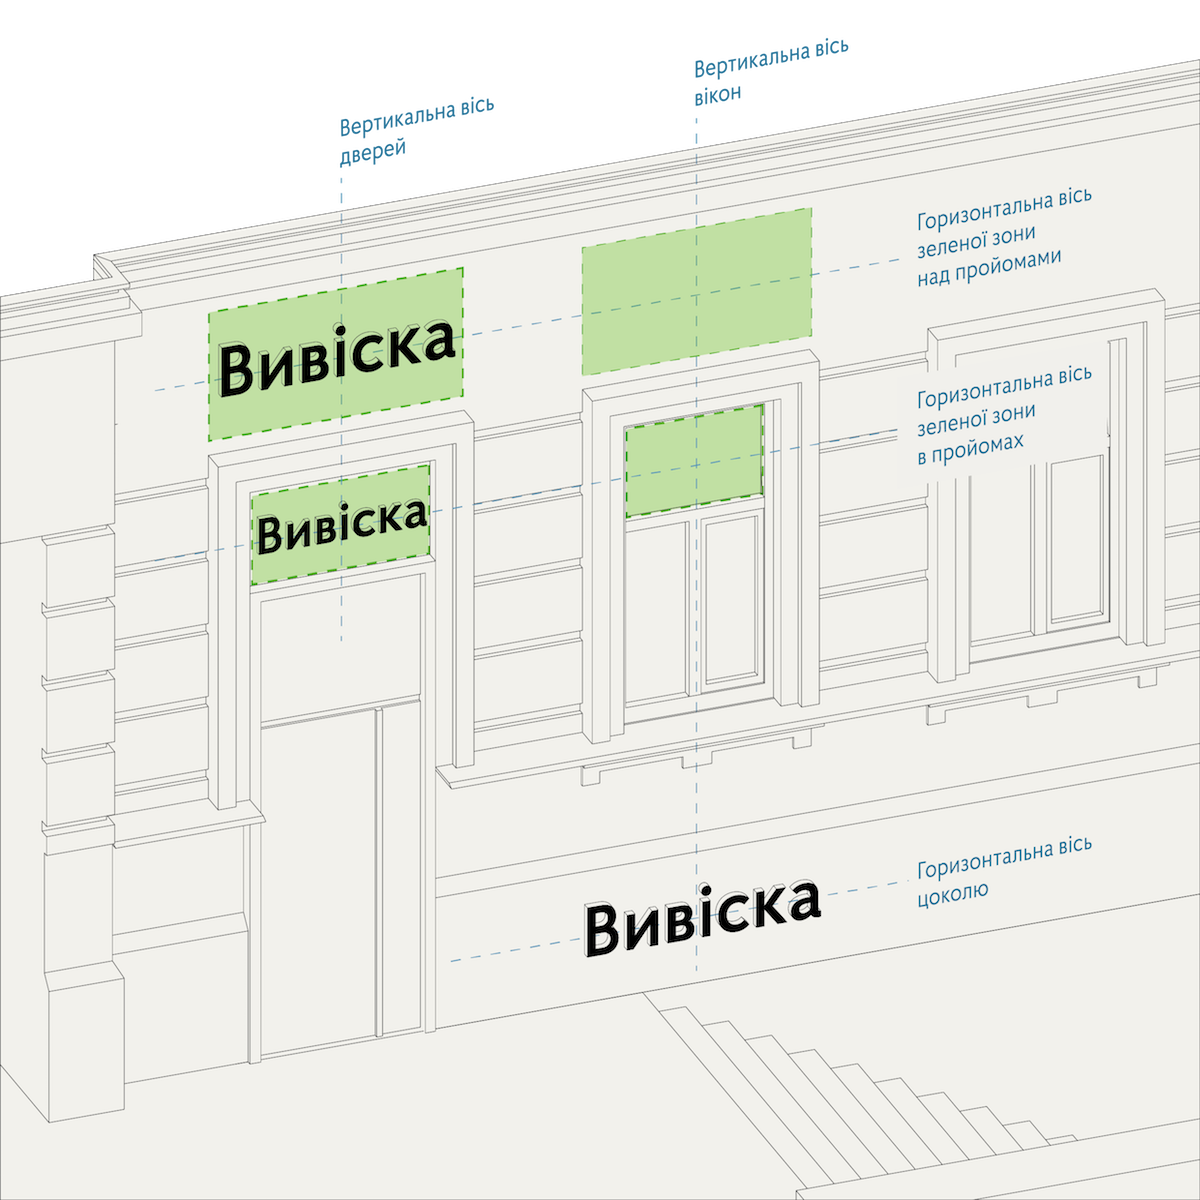 Вертикальна вісь
вікон
Вертикальна вісь
дверей
Горизонтальна вісь
зеленої зони
над пройомами
Вивіска
Горизонтальна вісь
зеленої зони
в пройомах
Вивіска
Горизонтальна вісь
цоколю
Вивіска